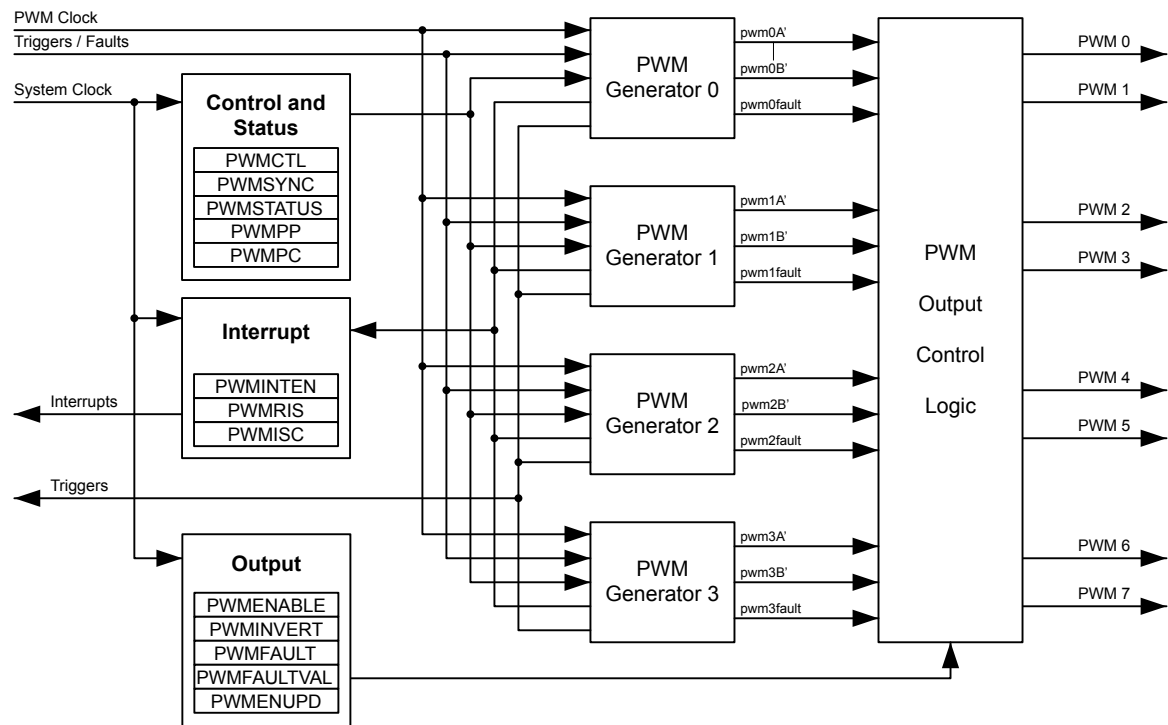 PWM Clock
Triggers / Faults
System Clock
Control and
Status
PWMCTL
PWMSYNC
PWMSTATUS
PWMPP
PWMPC
Interrupt
PWMINTEN
PWMRIS
PWMISC
Interrupts
Triggers
Output
PWMENABLE
PWMINVERT
PWMFAULT
PWMFAULTVAL
PWMENUPD
PWM
Generator 0
pwm0A’
pwm0B’
pwm0fault
PWM
Generator 1
pwm1A’
pwm1B’
pwm1fault
PWM
Generator 2
pwm2A’
pwm2B’
pwm2fault
PWM
Generator 3
pwm3A’
pwm3B’
pwm3fault
PWM
Output
Control
Logic
PWM 0
PWM 1
PWM 2
PWM 3
PWM 4
PWM 5
PWM 6
PWM 7